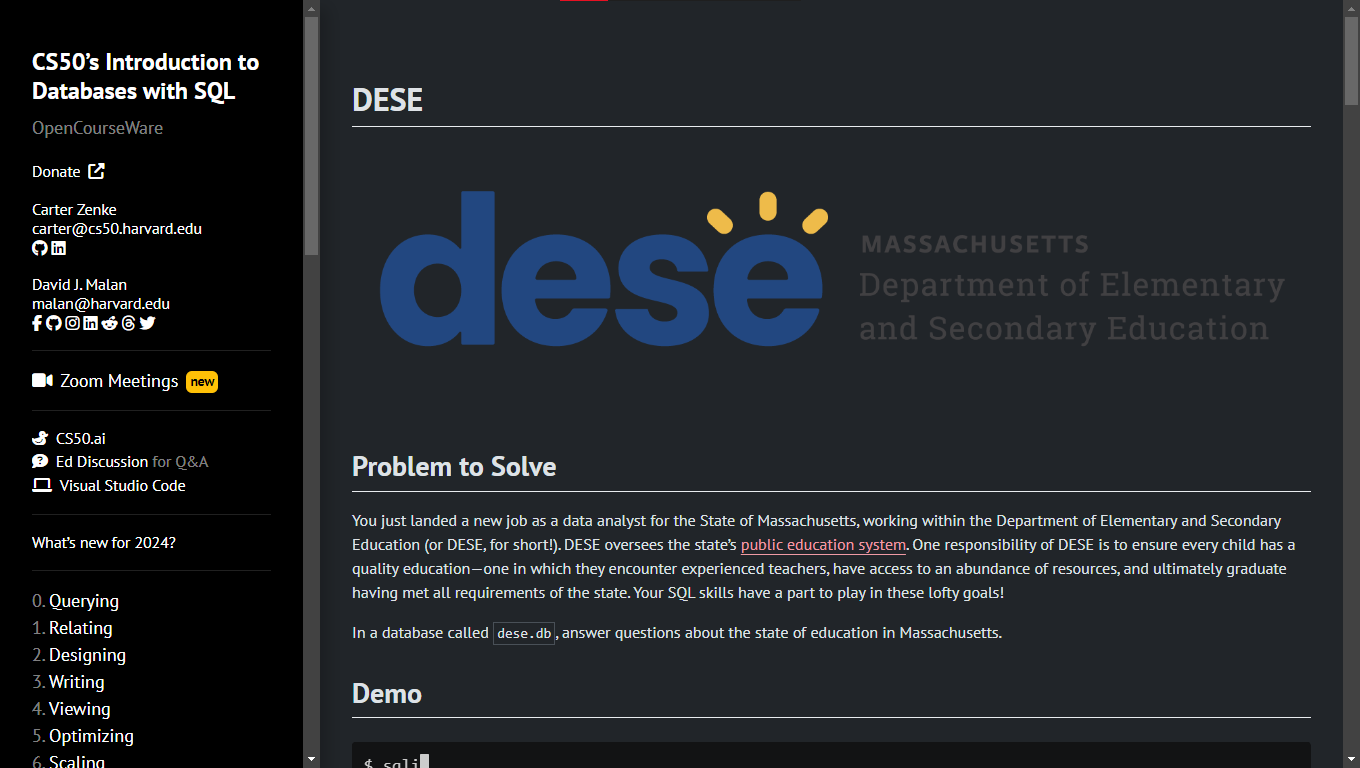 CS50’s Introduction to
Databases with SQL
OpenCourseWare
Donate
Carter Zenke
carter@cs50.harvard.edu
David J. Malan
malan@harvard.edu
Zoom Meetings new
CS50.ai
Ed Discussion for Q&A
Visual Studio Code
What’s new for 2024?
0. Querying
1. Relating
2. Designing
3. Writing
4. Viewing
5. Optimizing
6. Scaling
DESE
dese
MASSACHUSETTS
Department of Elementary
and Secondary Education
Problem to Solve
You just landed a new job as a data analyst for the State of Massachusetts, working within the Department of Elementary and Secondary
Education (or DESE, for short!). DESE oversees the state’s public education system. One responsibility of DESE is to ensure every child has a
quality education—one in which they encounter experienced teachers, have access to an abundance of resources, and ultimately graduate
having met all requirements of the state. Your SQL skills have a part to play in these lofty goals!
In a database called dese.db, answer questions about the state of education in Massachusetts.
Demo
$ sqli